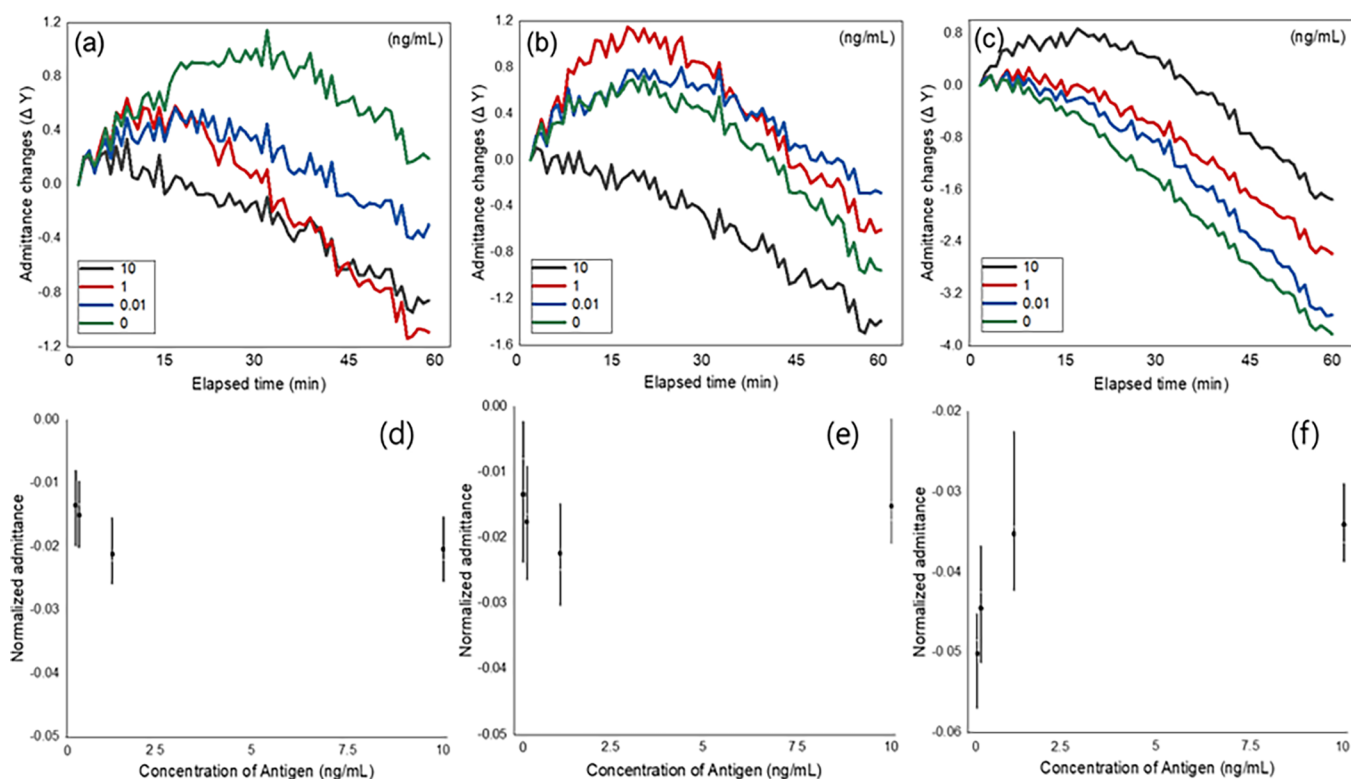 (a) (ng/mL)
Admittance changes (Δ Y)
1.2
0.8
0.4
0.0
-0.4
-0.8
-1.2
10
1
0.01
0
0 15 30 45 60
Elapsed time (min)
(b) (ng/mL)
Admittance changes (Δ Y)
1.2
0.8
0.4
0.0
-0.4
-0.8
-1.2
-1.6
10
1
0.01
0
0 15 30 45 60
Elapsed time (min)
(c) (ng/mL)
Admittance changes (Δ Y)
0.8
0.0
-0.8
-1.6
-2.4
-3.2
-4.0
10
1
0.01
0
0 15 30 45 60
Elapsed time (min)
(d)
Normalized admittance
0.00
-0.01
-0.02
-0.03
-0.04
-0.05
0 2 5 5 7.5 10
Concentration of Antigen (ng/mL)
(e)
Normalized admittance
0.00
-0.01
-0.02
-0.03
-0.04
-0.05
0 2.5 5 7.5 10
Concentration of Antigen (ng/mL)
(f)
Normalized admittance
-0.02
-0.03
-0.04
-0.05
-0.06
0 2 5 5 7.5 10
Concentration of Antigen (ng/mL)